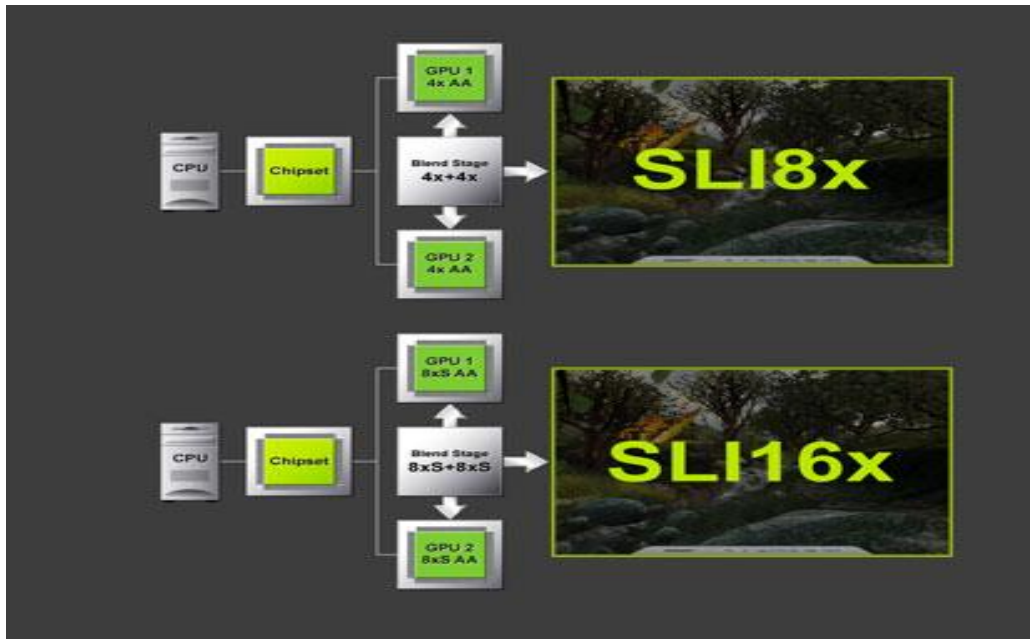 GPU 1
4x AA
CPU
Chipset
Blend Stage
4x+4x
SLI8x
GPU 2
4x AA
GPU 1
8xS AA
CPU
Chipset
Blend Stage
8xS+8xS
SLI16x
GPU 2
8xS AA